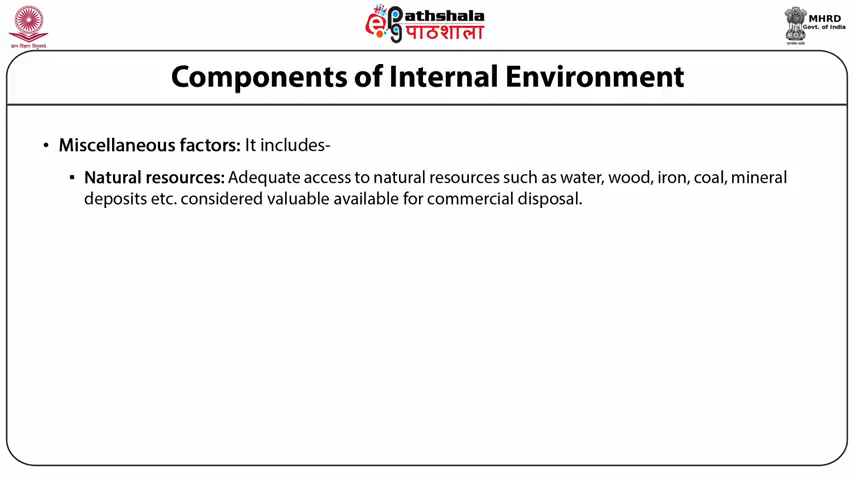 ePathshala
पाठशाला
MHRD
Govt. of India
Components of Internal Environment
• Miscellaneous factors: It includes-
▪ Natural resources: Adequate access to natural resources such as water, wood, iron, coal, mineral
deposits etc. considered valuable available for commercial disposal.